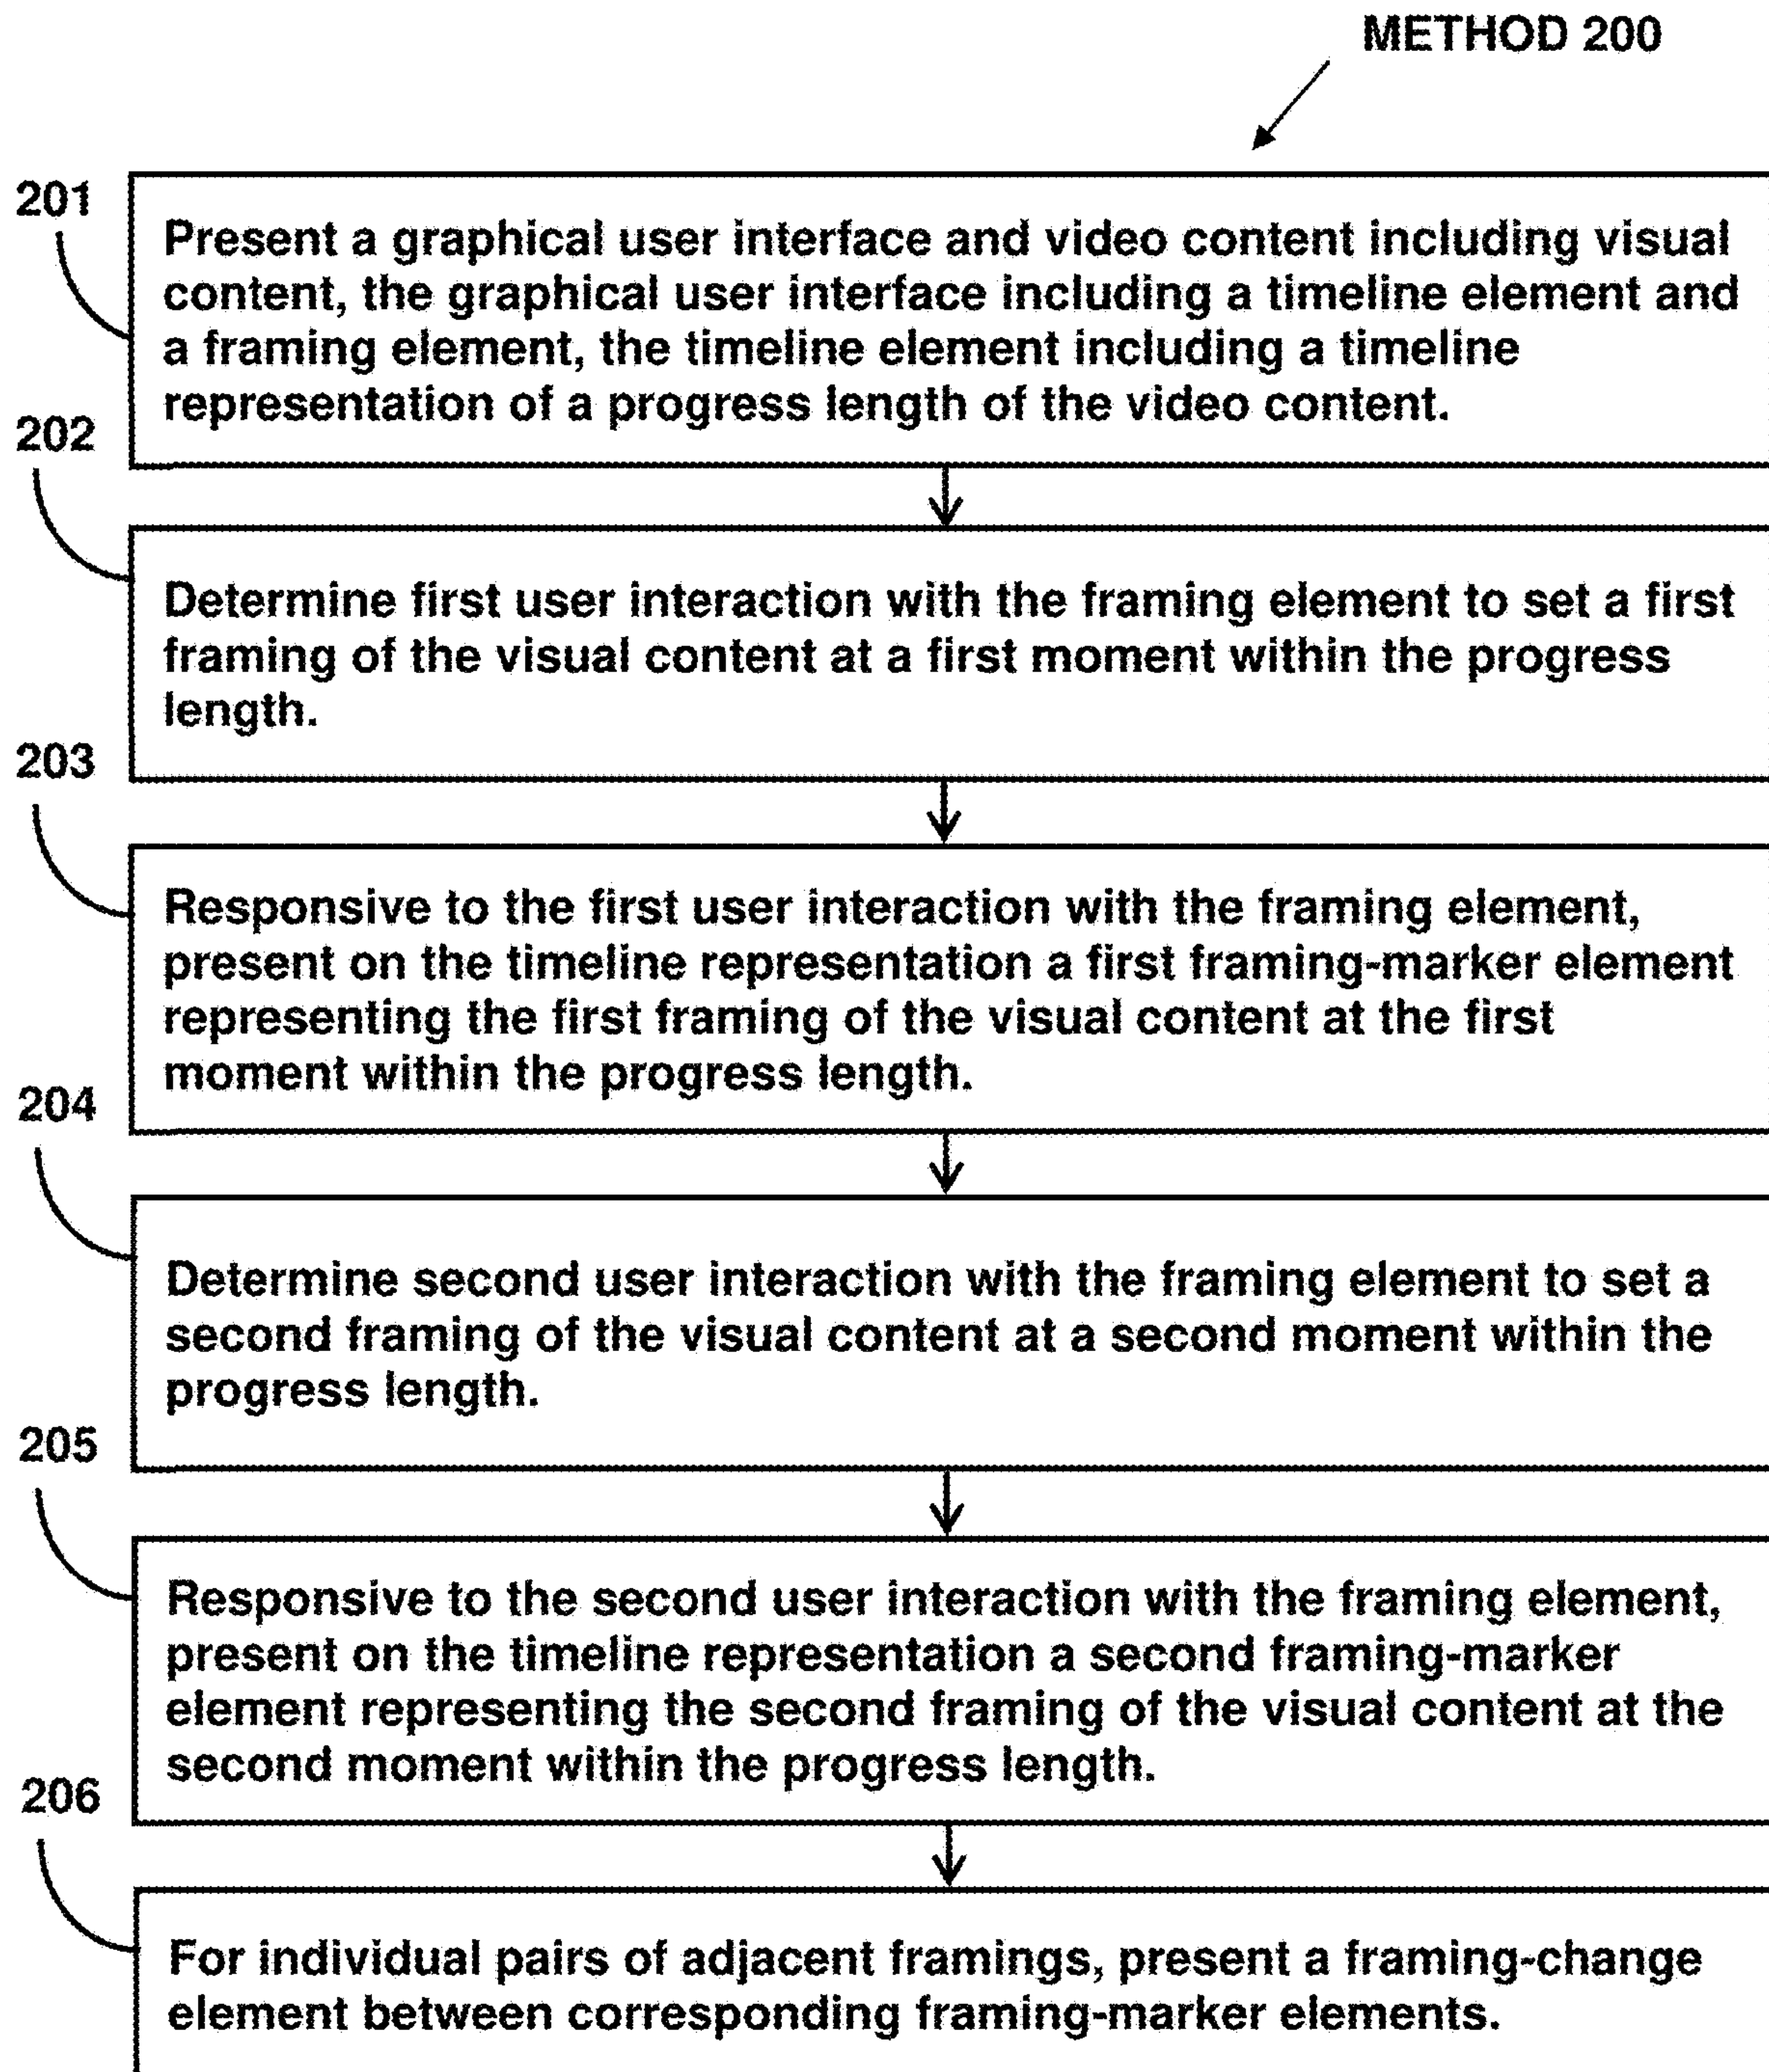 METHOD 200
201
Present a graphical user interface and video content including visual
content, the graphical user interface including a timeline element and
a framing element, the timeline element including a timeline
representation of a progress length of the video content.
202
Determine first user interaction with the framing element to set a first
framing of the visual content at a first moment within the progress
length.
203
Responsive to the first user interaction with the framing element,
present on the timeline representation a first framing-marker element
representing the first framing of the visual content at the first
moment within the progress length.
204
Determine second user interaction with the framing element to set a
second framing of the visual content at a second moment within the
progress length.
205
Responsive to the second user interaction with the framing element,
present on the timeline representation a second framing-marker
element representing the second framing of the visual content at the
second moment within the progress length.
206
For individual pairs of adjacent framings, present a framing-change
element between corresponding framing-marker elements.